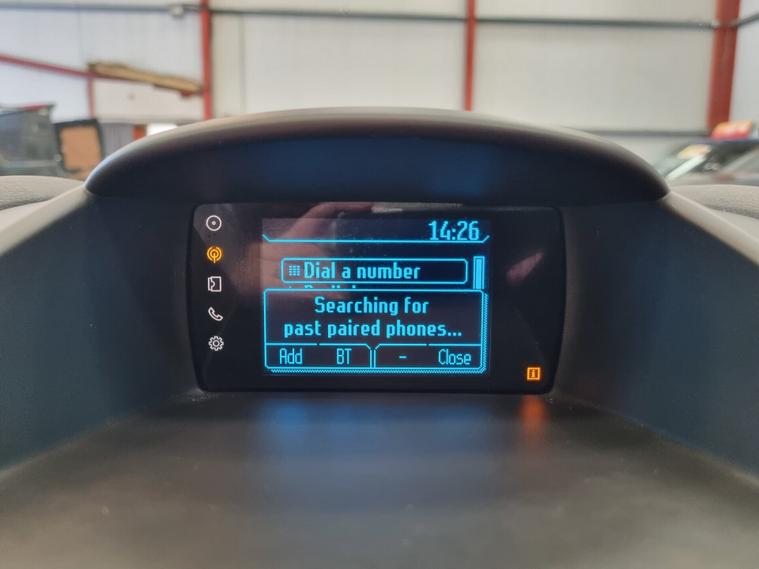 14:26
Dial a number
Searching for
past paired phones...
Add BT - Close